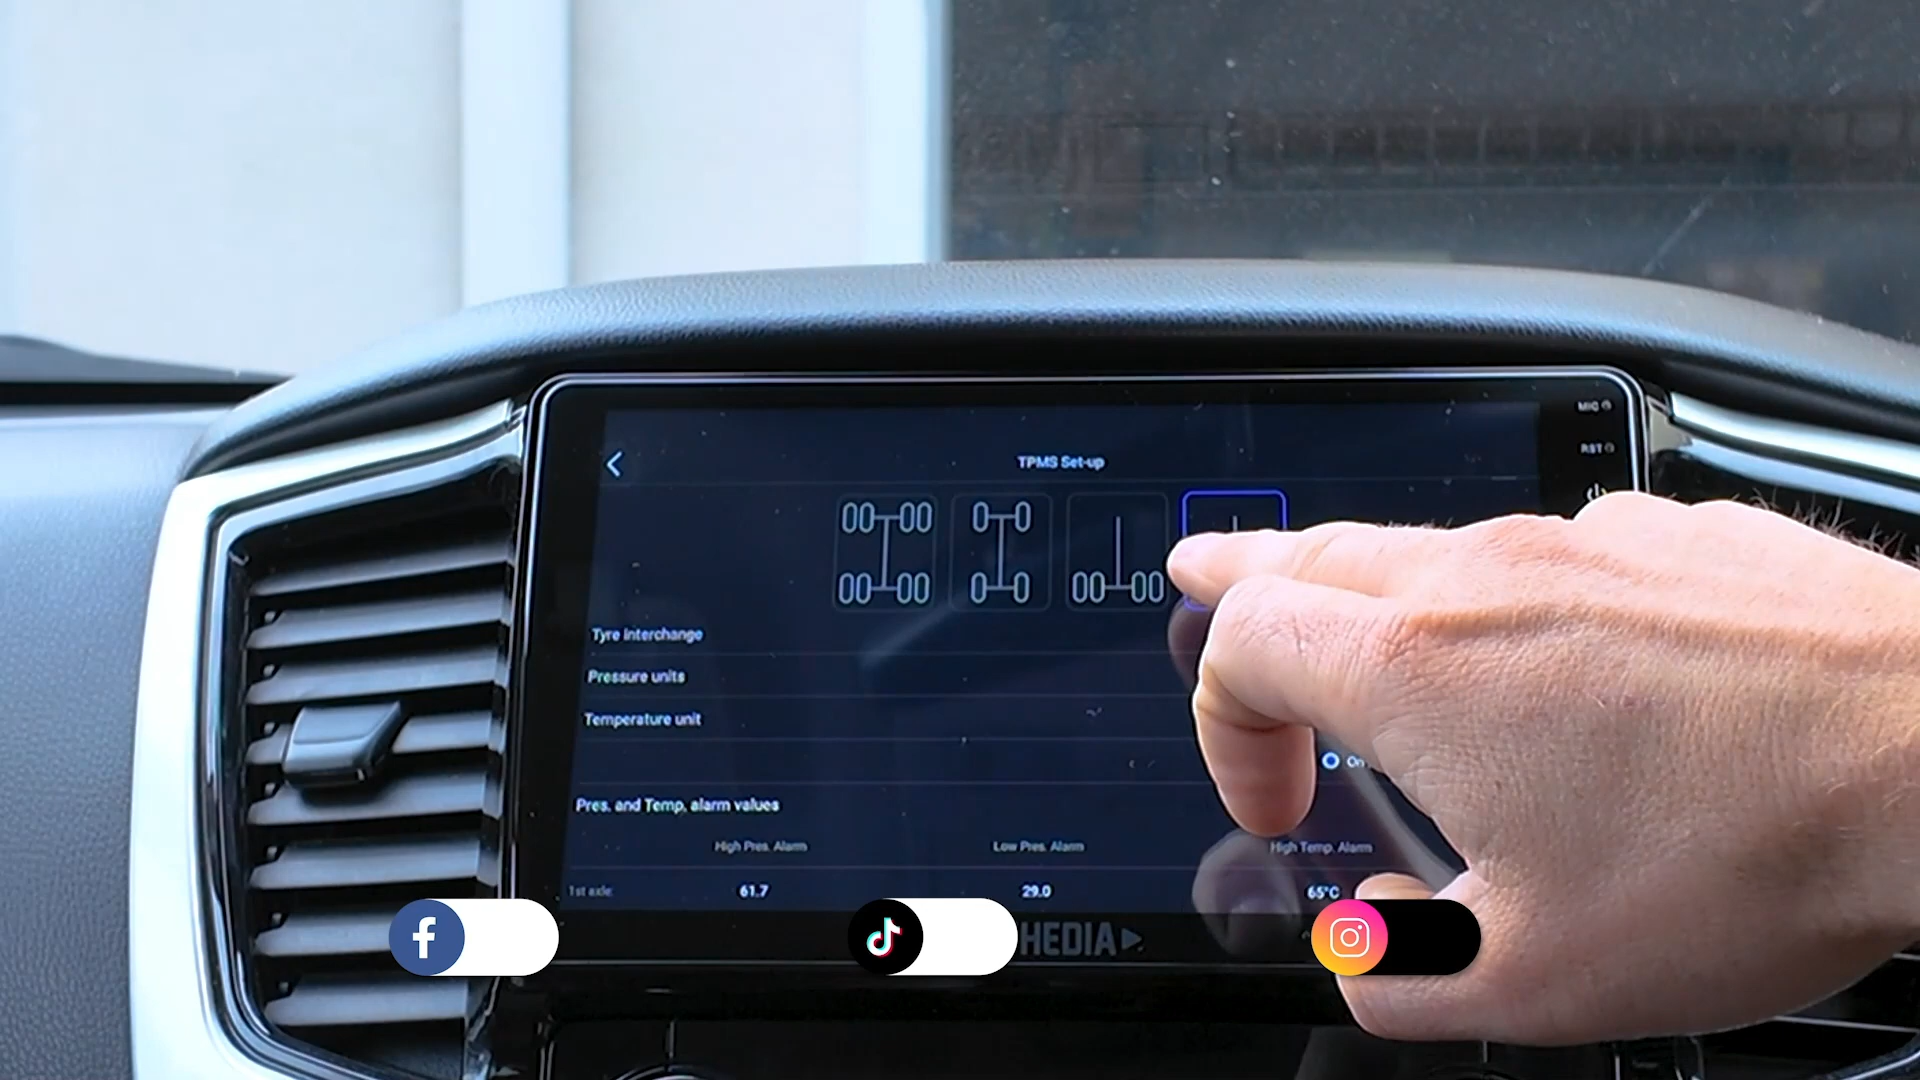 MIC
RST
TPMS Set-up
Tyre Interchange
Pressure units
Temperature unit
On
Pres. and Temp. alarm values
High Pres. Alarm
Low Pres. Alarm
High Temp. Alarm
1st axle:
61.7
29.0
65°C
HEDIA